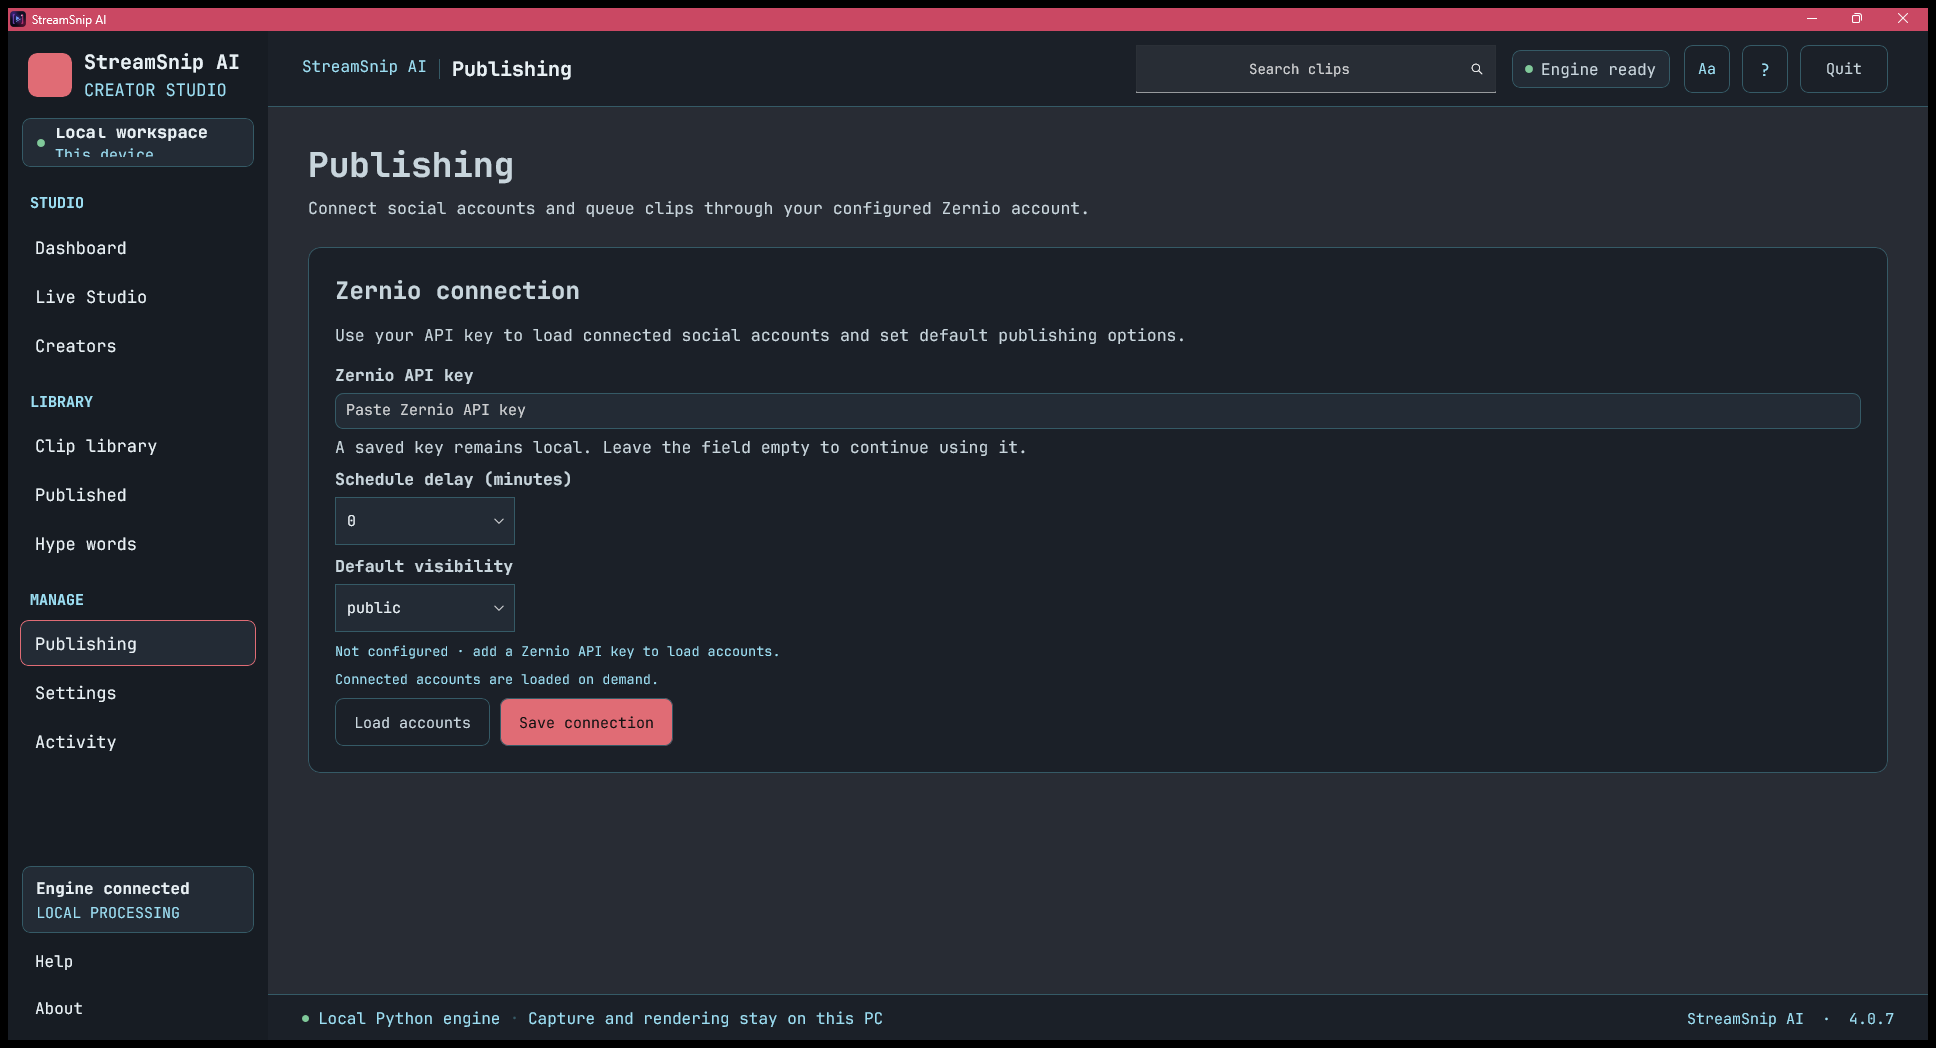 StreamSnip AI
StreamSnip AI
CREATOR STUDIO
Local workspace
This device
STUDIO
Dashboard
Live Studio
Creators
LIBRARY
Clip library
Published
Hype words
MANAGE
Publishing
Settings
Activity
Engine connected
LOCAL PROCESSING
Help
About
StreamSnip AI | Publishing
Search clips
Engine ready
Aa
?
Quit
Publishing
Connect social accounts and queue clips through your configured Zernio account.
Zernio connection
Use your API key to load connected social accounts and set default publishing options.
Zernio API key
Paste Zernio API key
A saved key remains local. Leave the field empty to continue using it.
Schedule delay (minutes)
0
Default visibility
public
Not configured · add a Zernio API key to load accounts.
Connected accounts are loaded on demand.
Load accounts
Save connection
Local Python engine · Capture and rendering stay on this PC
StreamSnip AI · 4.0.7